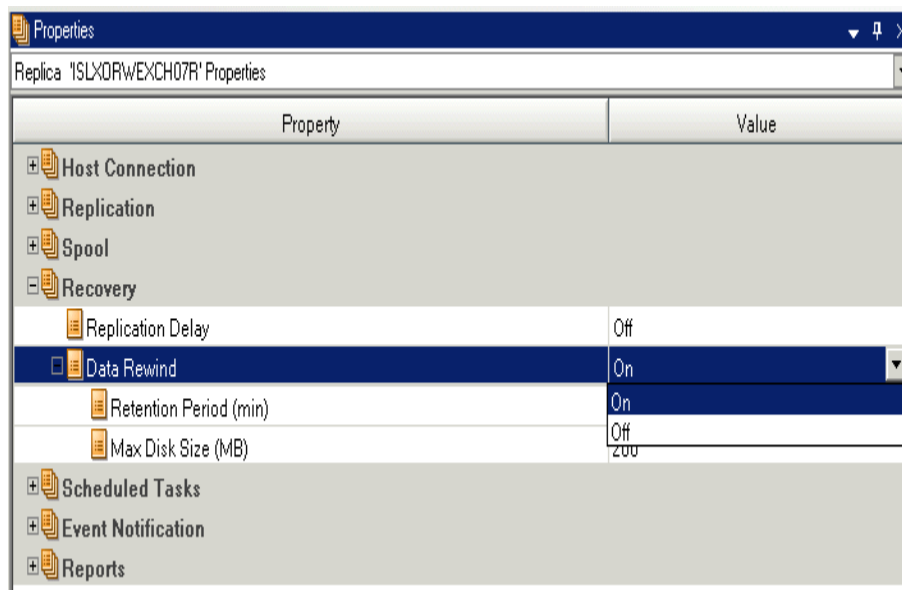 Properties
Replica 'ISLXORWEXCH07R' Properties
Property Value
Host Connection
Replication
Spool
Recovery
Replication Delay Off
Data Rewind On
Retention Period (min) On
Off
Max Disk Size (MB) 200
Scheduled Tasks
Event Notification
Reports